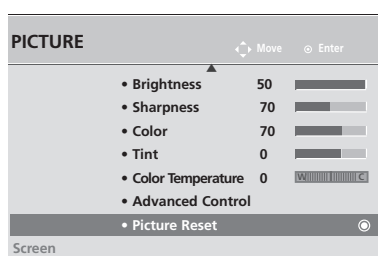 PICTURE Move Enter
• Brightness 50
• Sharpness 70
• Color 70
• Tint 0
• Color Temperature 0 W C
• Advanced Control
• Picture Reset
Screen